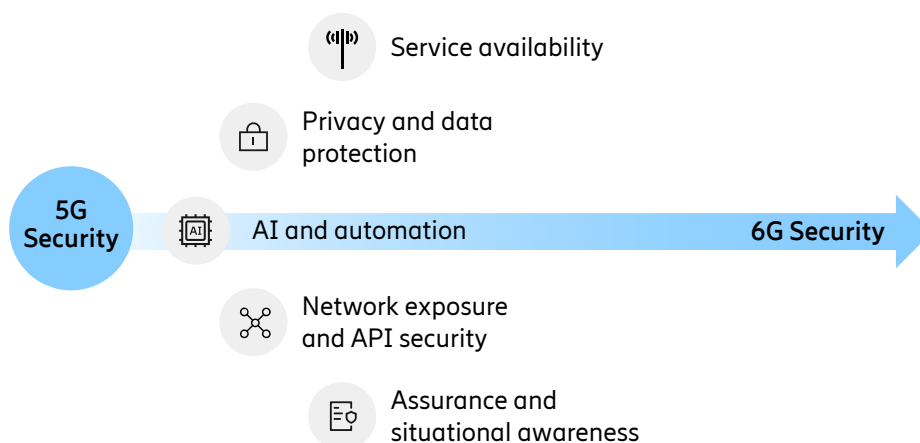 Service availability
Privacy and data
protection
5G
Security
AI
AI and automation
6G Security
Network exposure
and API security
Assurance and
situational awareness